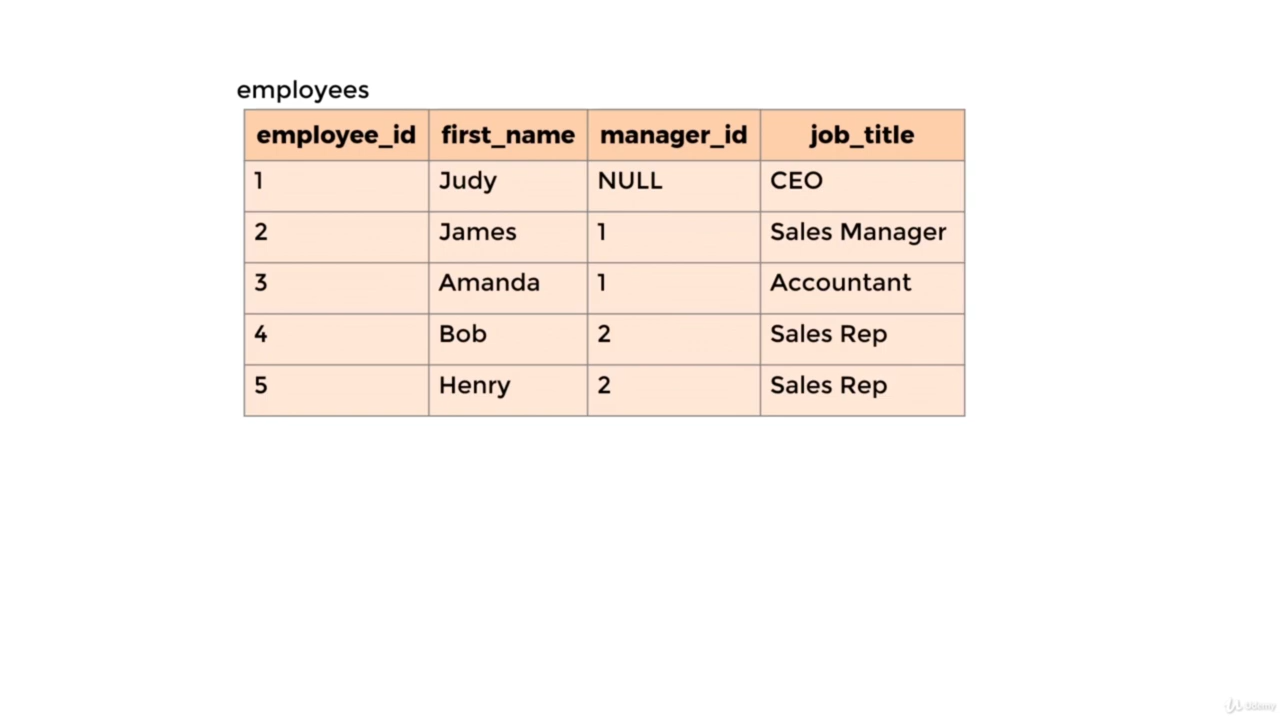 employees
employee_id first_name manager_id job_title
1 Judy NULL CEO
2 James 1 Sales Manager
3 Amanda 1 Accountant
4 Bob 2 Sales Rep
5 Henry 2 Sales Rep
Udemy